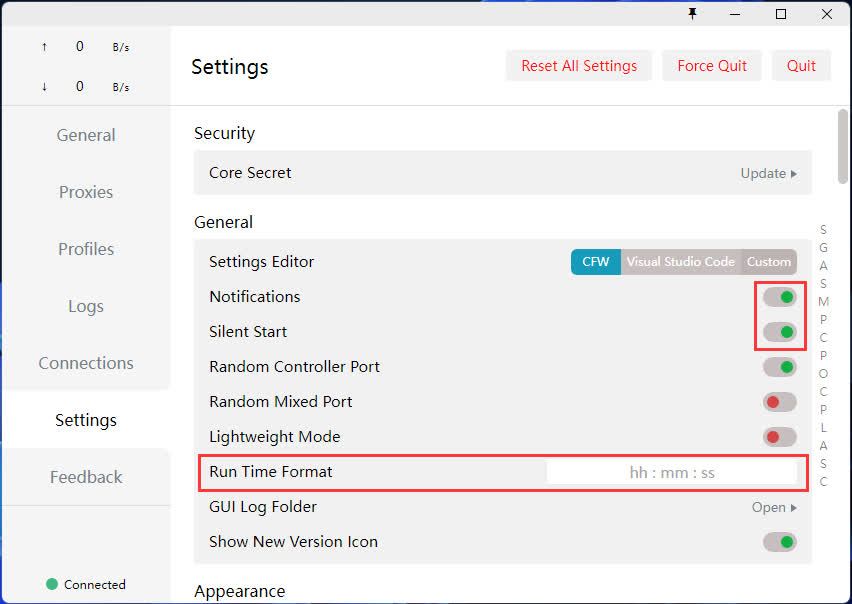 ↑ 0 B/s
↓ 0 B/s
General
Proxies
Profiles
Logs
Connections
Settings
Feedback
Connected
Settings
Reset All Settings Force Quit Quit
Security
Core Secret Update
General
Settings Editor CFW Visual Studio Code Custom
Notifications
Silent Start
Random Controller Port
Random Mixed Port
Lightweight Mode
Run Time Format hh : mm : ss
GUI Log Folder Open
Show New Version Icon
Appearance
S
G
A
S
M
P
C
P
O
C
P
L
A
S
C